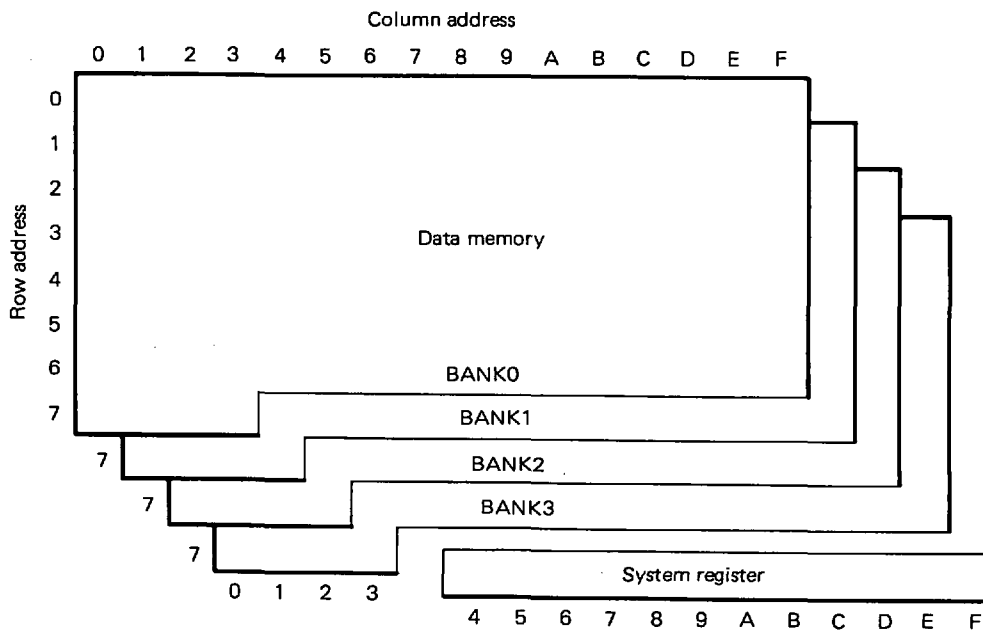 Column address
0 1 2 3 4 5 6 7 8 9 A B C D E F
Row address
0
1
2
3
Data memory
4
5
6
BANK0
7
BANK1
7
BANK2
7
BANK3
7
System register
0 1 2 3
4 5 6 7 8 9 A B C D E F